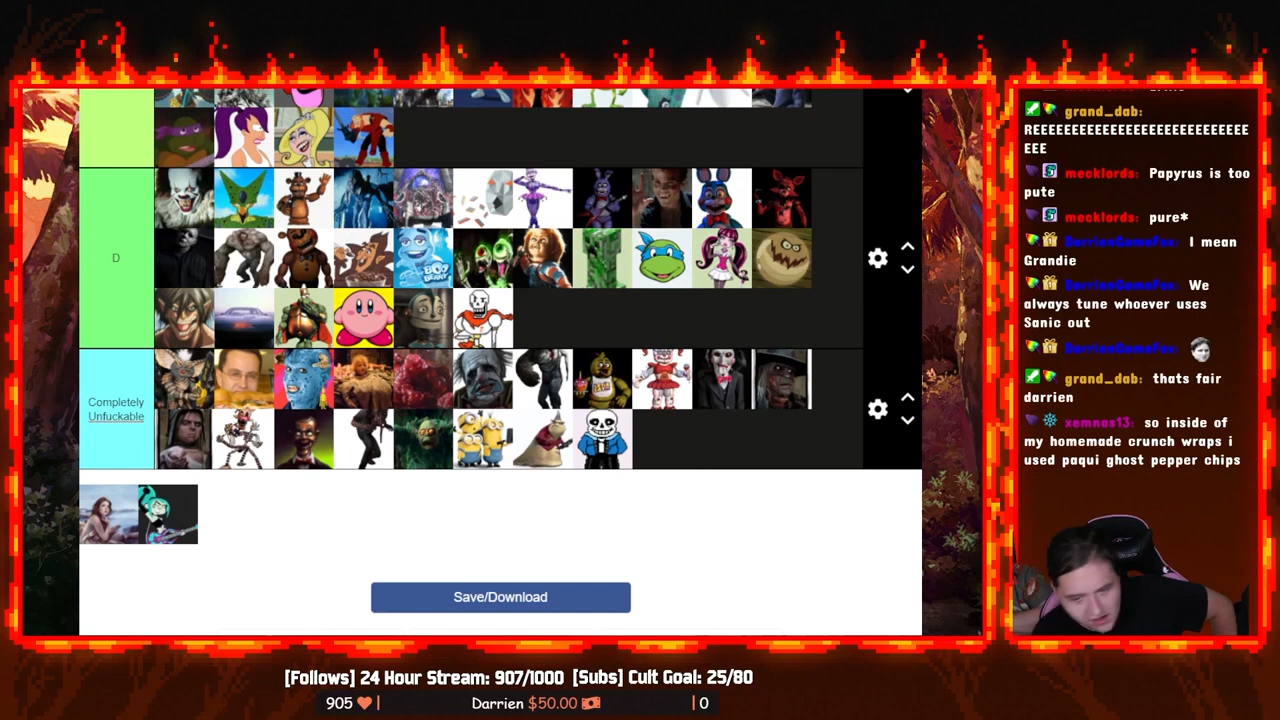 grand_dab:
REEEEEEEEEEEEEEEEEEEEEEEEEEE
EEE
mecklords: Papyrus is too
pute
mecklords: pure*
DarrienGameFox: I mean
Grandie
DarrienGameFox: We
always tune whoever uses
Sanic out
DarrienGameFox:
grand_dab: thats fair
darrien
xemnas13: so inside of
my homemade crunch wraps i
used paqui ghost pepper chips
D
Completely
Unfuckable
BOO
BERRY
Save/Download
[Follows] 24 Hour Stream: 907/1000 [Subs] Cult Goal: 25/80
905 Darrien $50.00 0